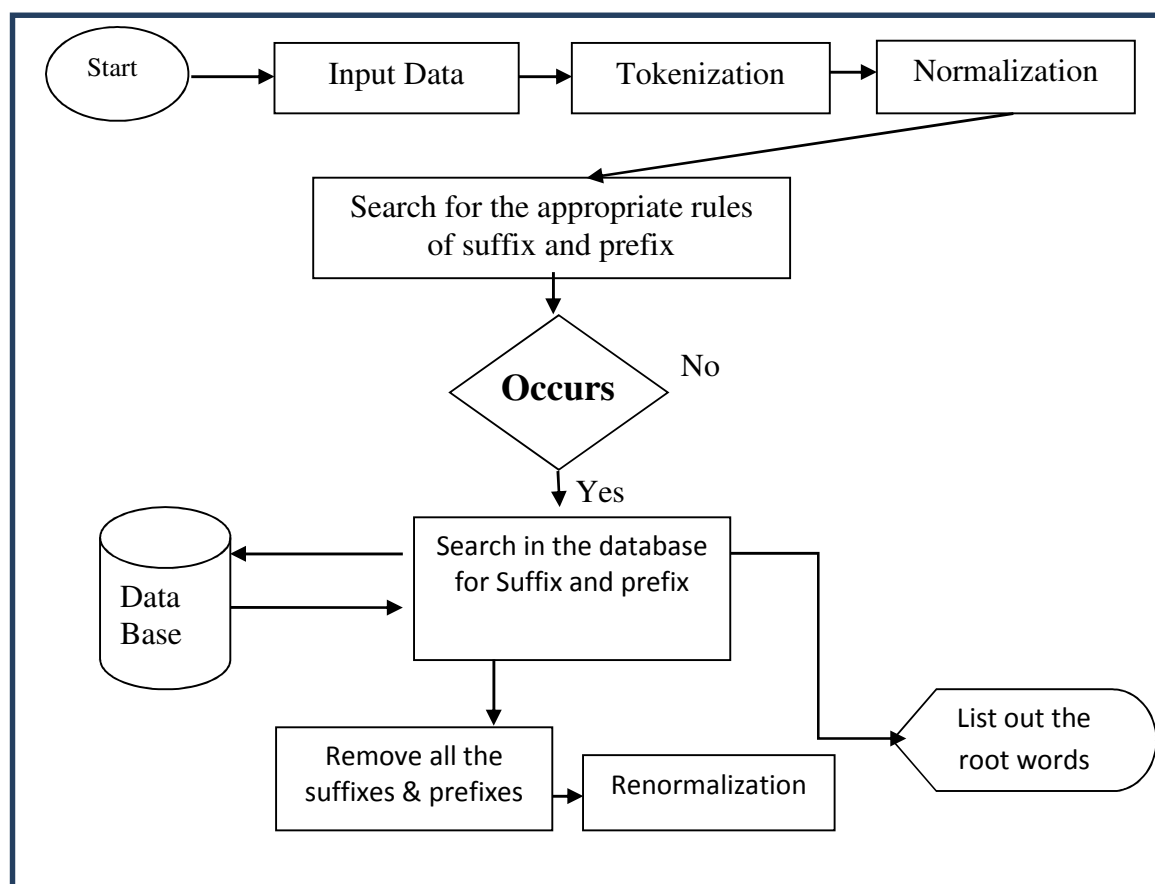 Start
Input Data
Tokenization
Normalization
Search for the appropriate rules
of suffix and prefix
Occurs
No
Yes
Search in the database
for Suffix and prefix
Data
Base
Remove all the
suffixes & prefixes
Renormalization
List out the
root words